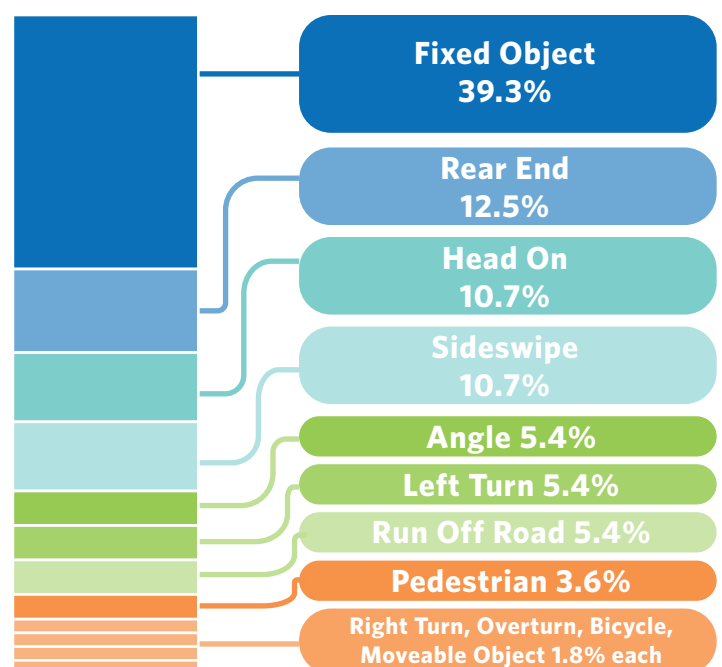 Fixed Object
39.3%
Rear End
12.5%
Head On
10.7%
Sideswipe
10.7%
Angle 5.4%
Left Turn 5.4%
Run Off Road 5.4%
Pedestrian 3.6%
Right Turn, Overturn, Bicycle,
Moveable Object 1.8% each